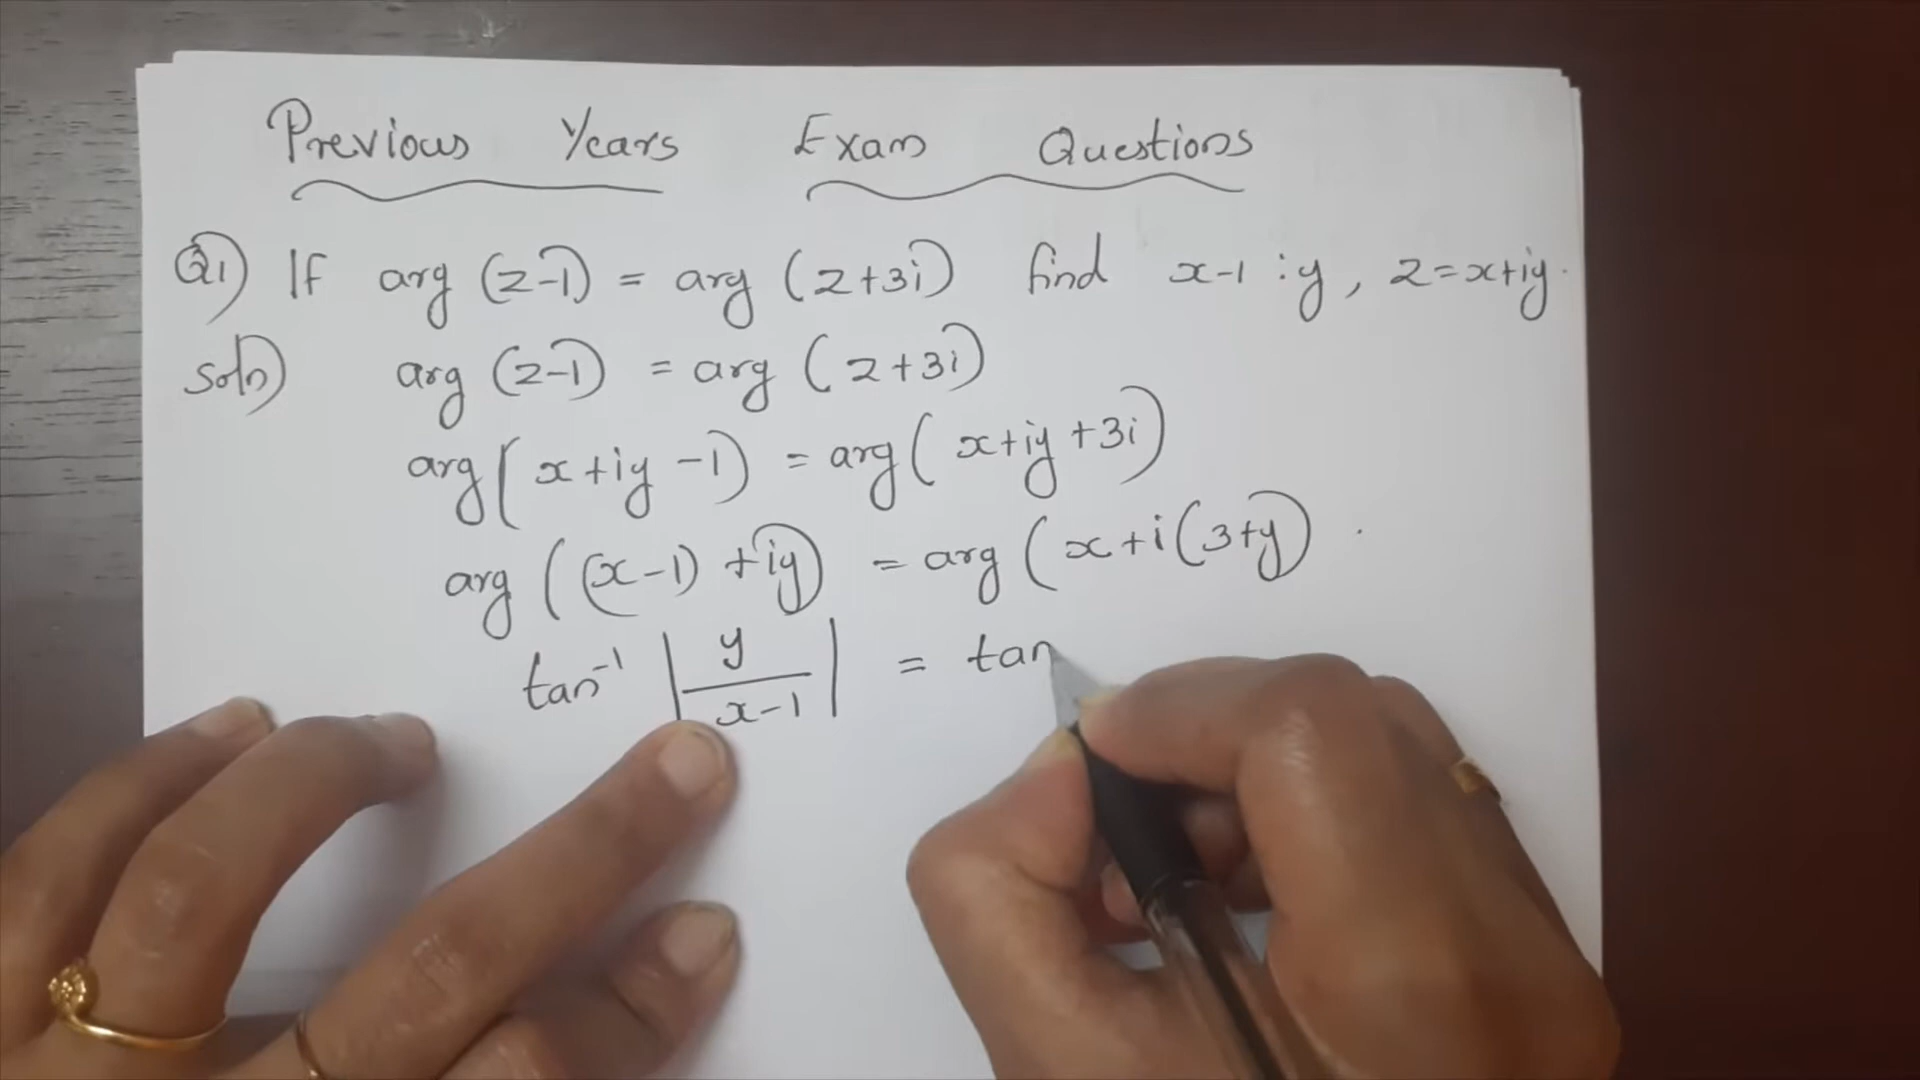 Previous Years Exam Questions
Q1) If arg (z-1) = arg (z+3i) find x-1 : y, z=x+iy.
Soln) arg (z-1) = arg (z+3i)
arg(x+iy-1) = arg(x+iy+3i)
arg((x-1)+iy) = arg(x+i(3+y)
tan⁻¹ |y/x-1| = tan